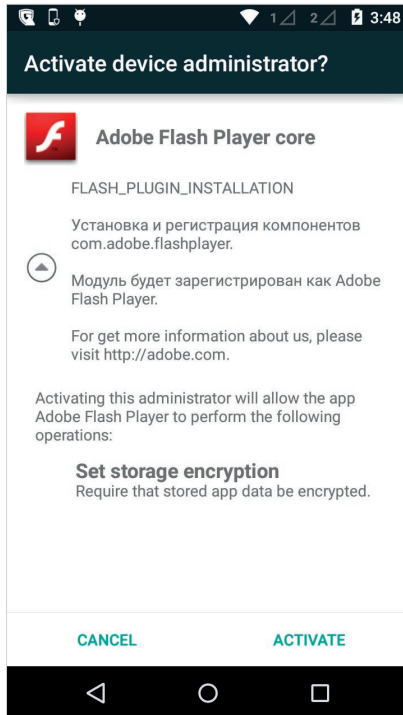 1 2 3:48
Activate device administrator?
Adobe Flash Player core
FLASH_PLUGIN_INSTALLATION
Установка и регистрация компонентов
com.adobe.flashplayer.
Модуль будет зарегистрирован как Adobe
Flash Player.
For get more information about us, please
visit http://adobe.com.
Activating this administrator will allow the app
Adobe Flash Player to perform the following
operations:
Set storage encryption
Require that stored app data be encrypted.
CANCEL ACTIVATE